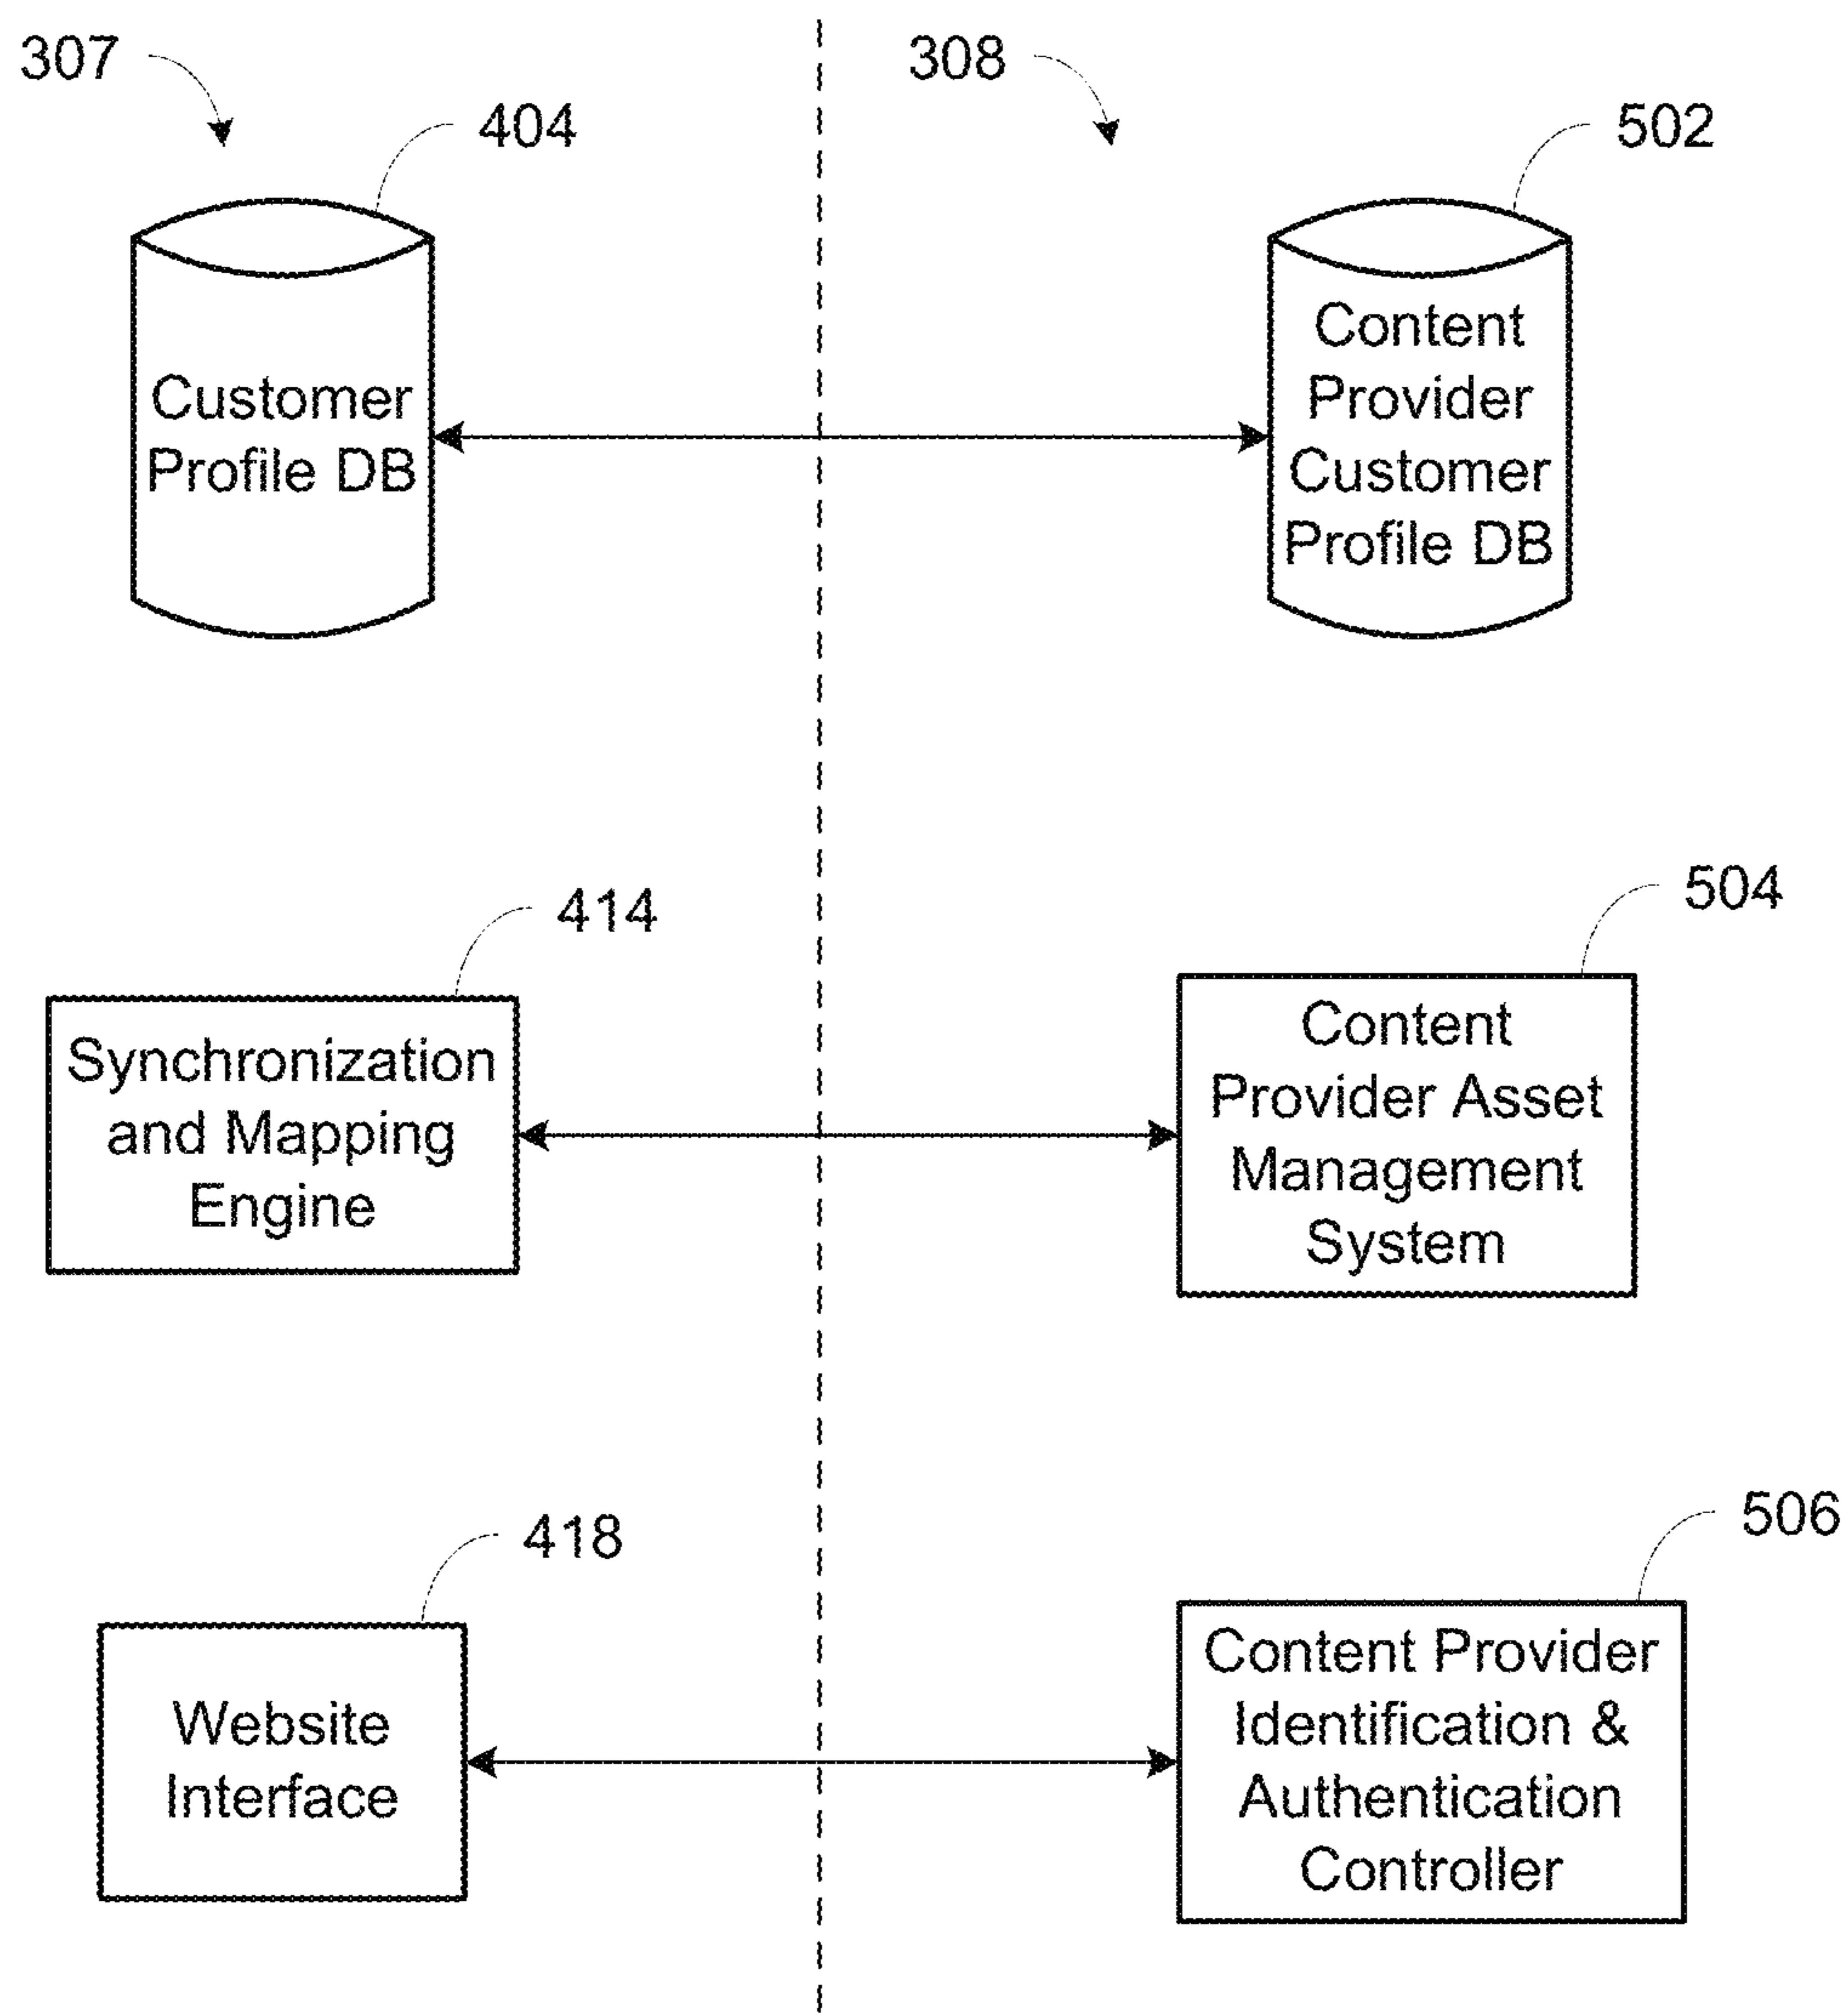 307
308
404
502
Customer
Profile DB
Content
Provider
Customer
Profile DB
414
504
Synchronization
and Mapping
Engine
Content
Provider Asset
Management
System
418
506
Website
Interface
Content Provider
Identification &
Authentication
Controller